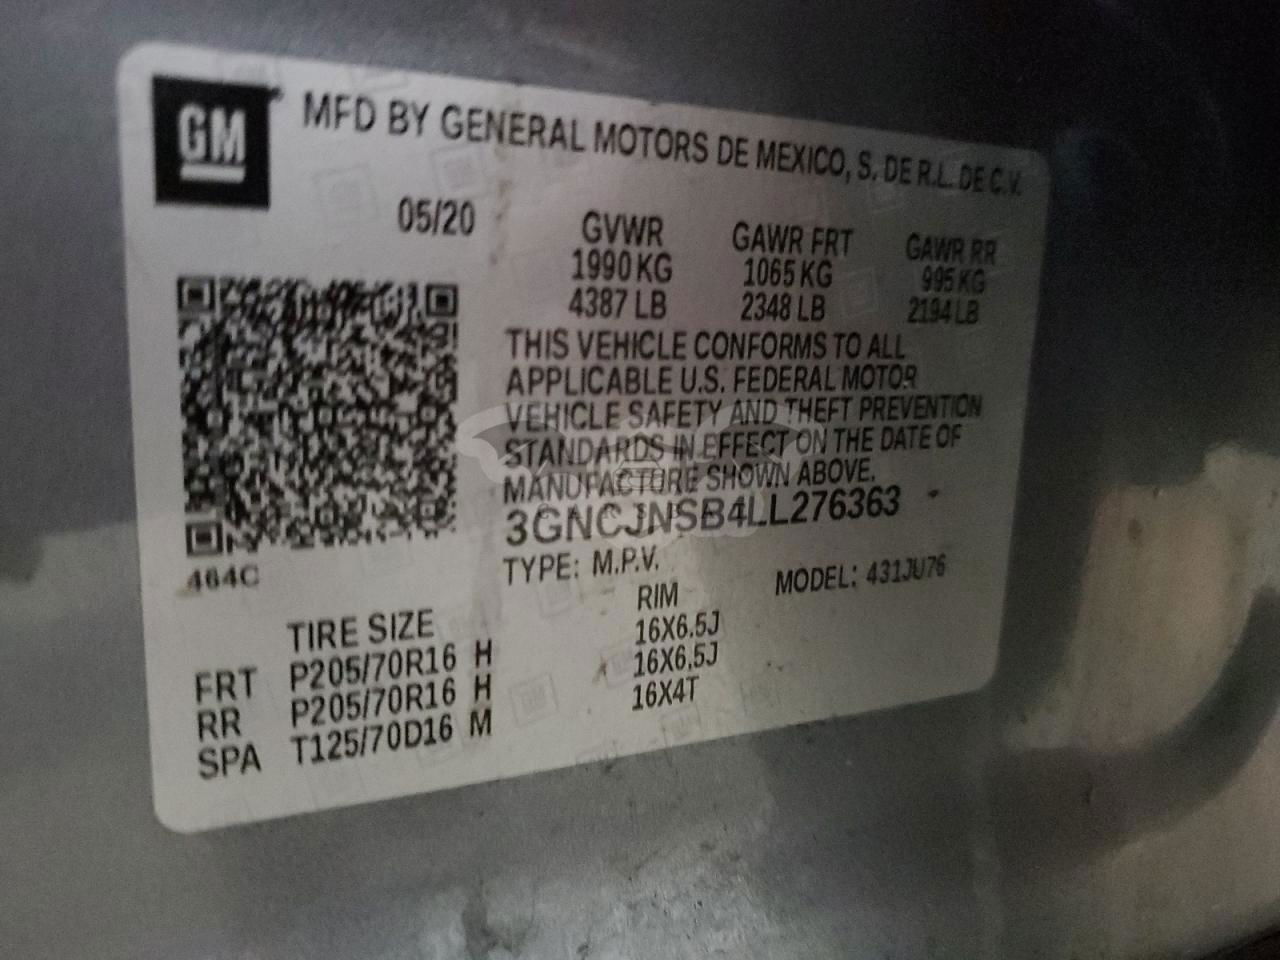 GM MFD BY GENERAL MOTORS DE MEXICO, S. DE R.L. DE C.V.
05/20
GVWR GAWR FRT GAWR RR
1990 KG 1065 KG 995 KG
4387 LB 2348 LB 2194 LB
THIS VEHICLE CONFORMS TO ALL
APPLICABLE U.S. FEDERAL MOTOR
VEHICLE SAFETY AND THEFT PREVENTION
STANDARDS IN EFFECT ON THE DATE OF
MANUFACTURE SHOWN ABOVE.
3GNCJNSB4LL276363
464C
TYPE: M.P.V. MODEL: 431JU76
TIRE SIZE RIM
FRT P205/70R16 H 16X6.5J
RR P205/70R16 H 16X6.5J
SPA T125/70D16 M 16X4T